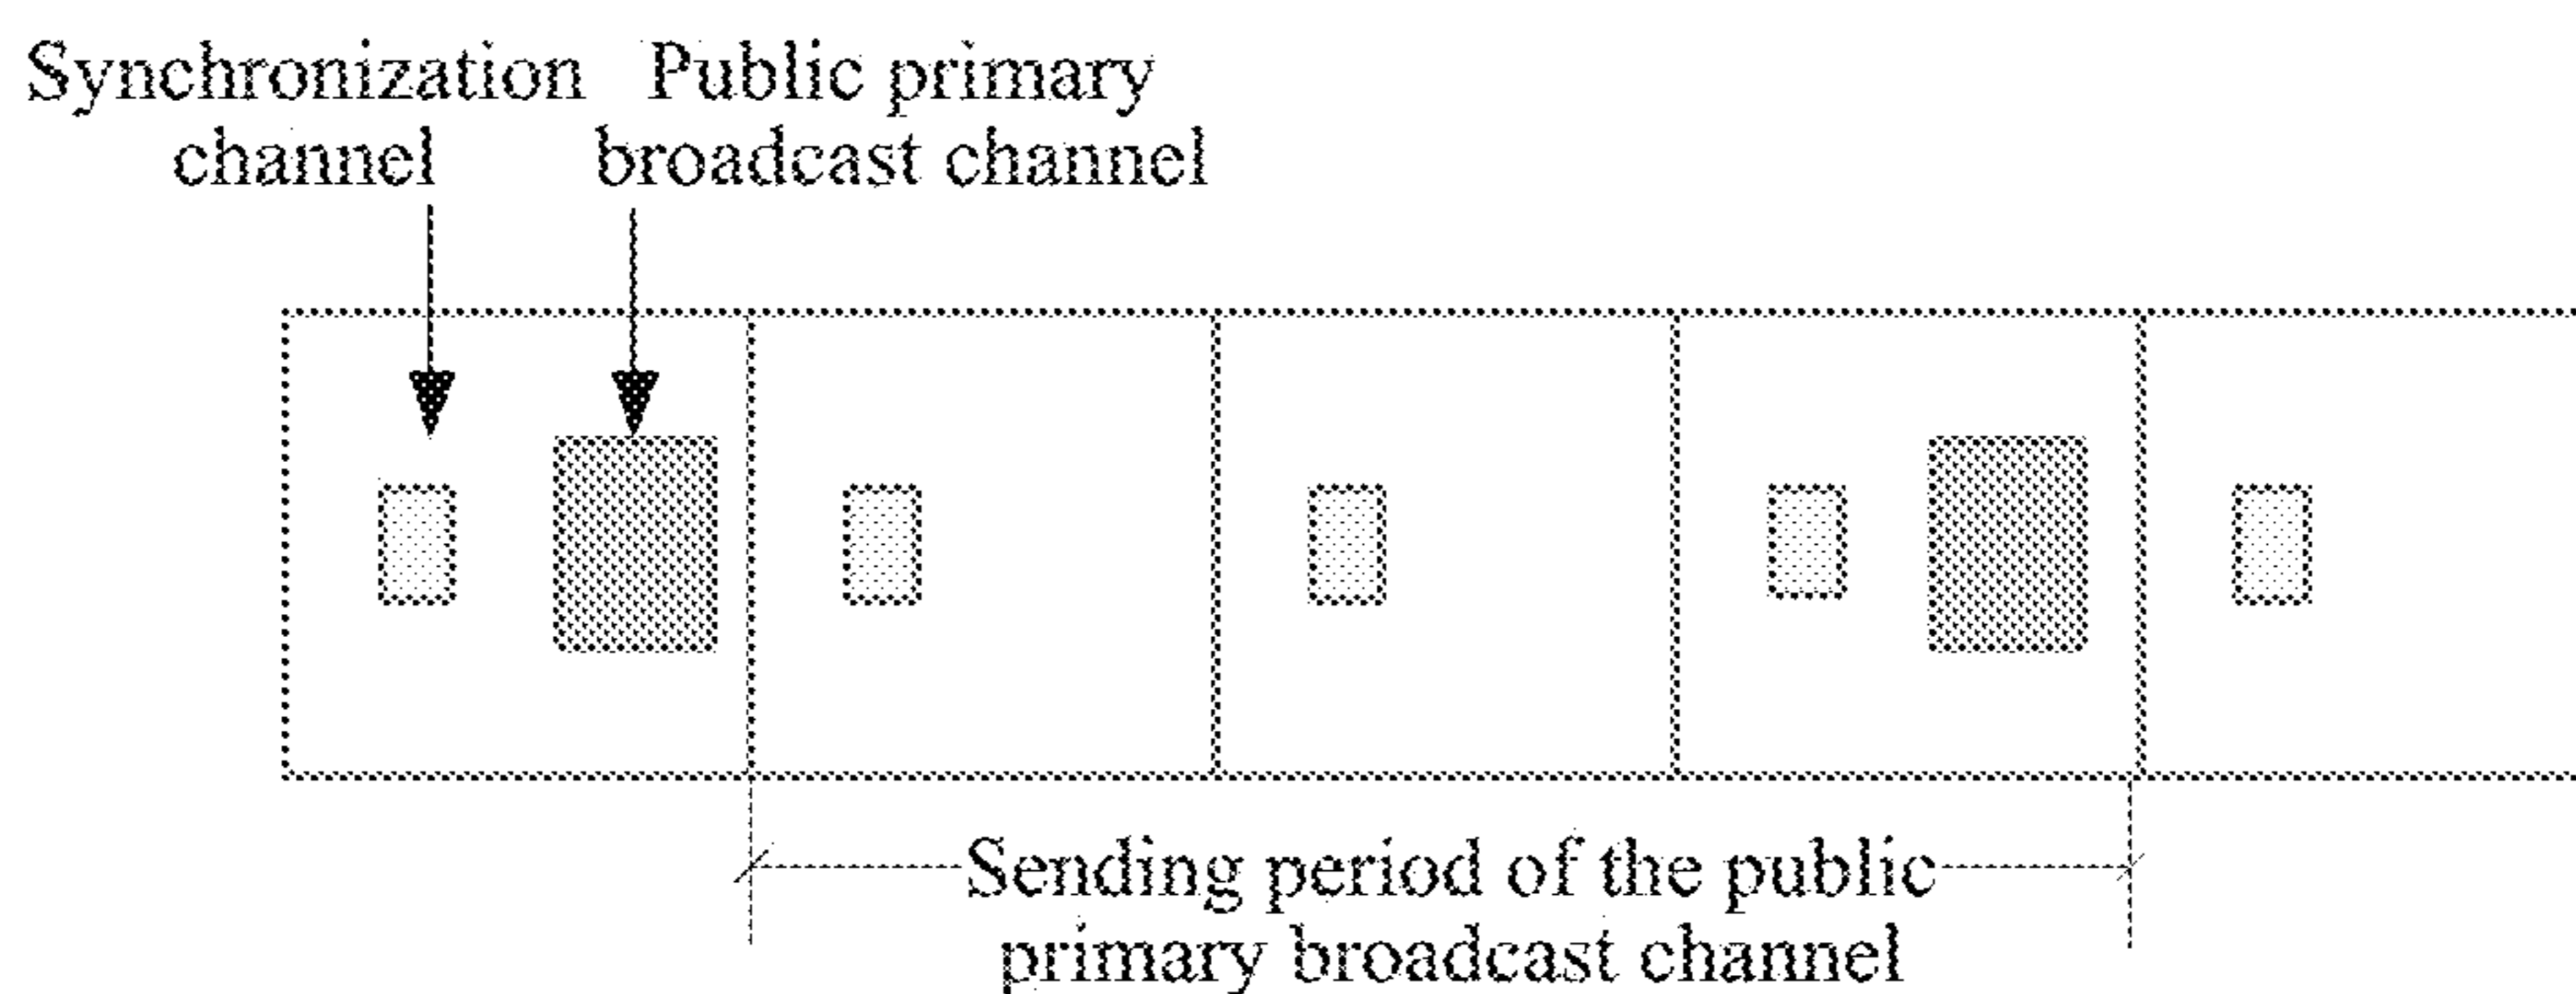 Synchronization
channel
Public primary
broadcast channel
Sending period of the public
primary broadcast channel